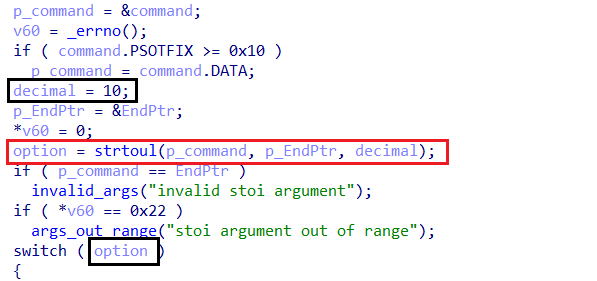 p_command = &command;
v60 = _errno();
if ( command.PSOTFIX >= 0x10 )
p_command = command.DATA;
decimal = 10;
p_EndPtr = &EndPtr;
*v60 = 0;
option = strtoul(p_command, p_EndPtr, decimal);
if ( p_command == EndPtr )
invalid_args("invalid stoi argument");
if ( *v60 == 0x22 )
args_out_range("stoi argument out of range");
switch ( option )
{